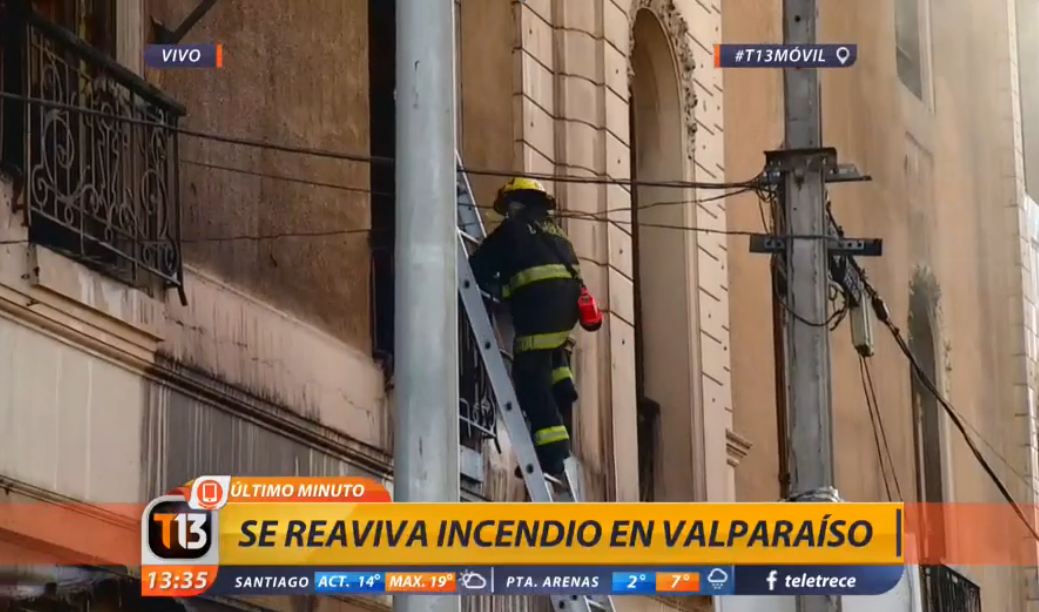 VIVO
#T13MÓVIL
ÚLTIMO MINUTO
T13
SE REAVIVA INCENDIO EN VALPARAÍSO
13:35 SANTIAGO ACT. 14° MAX. 19° PTA. ARENAS 2° 7° f teletrece